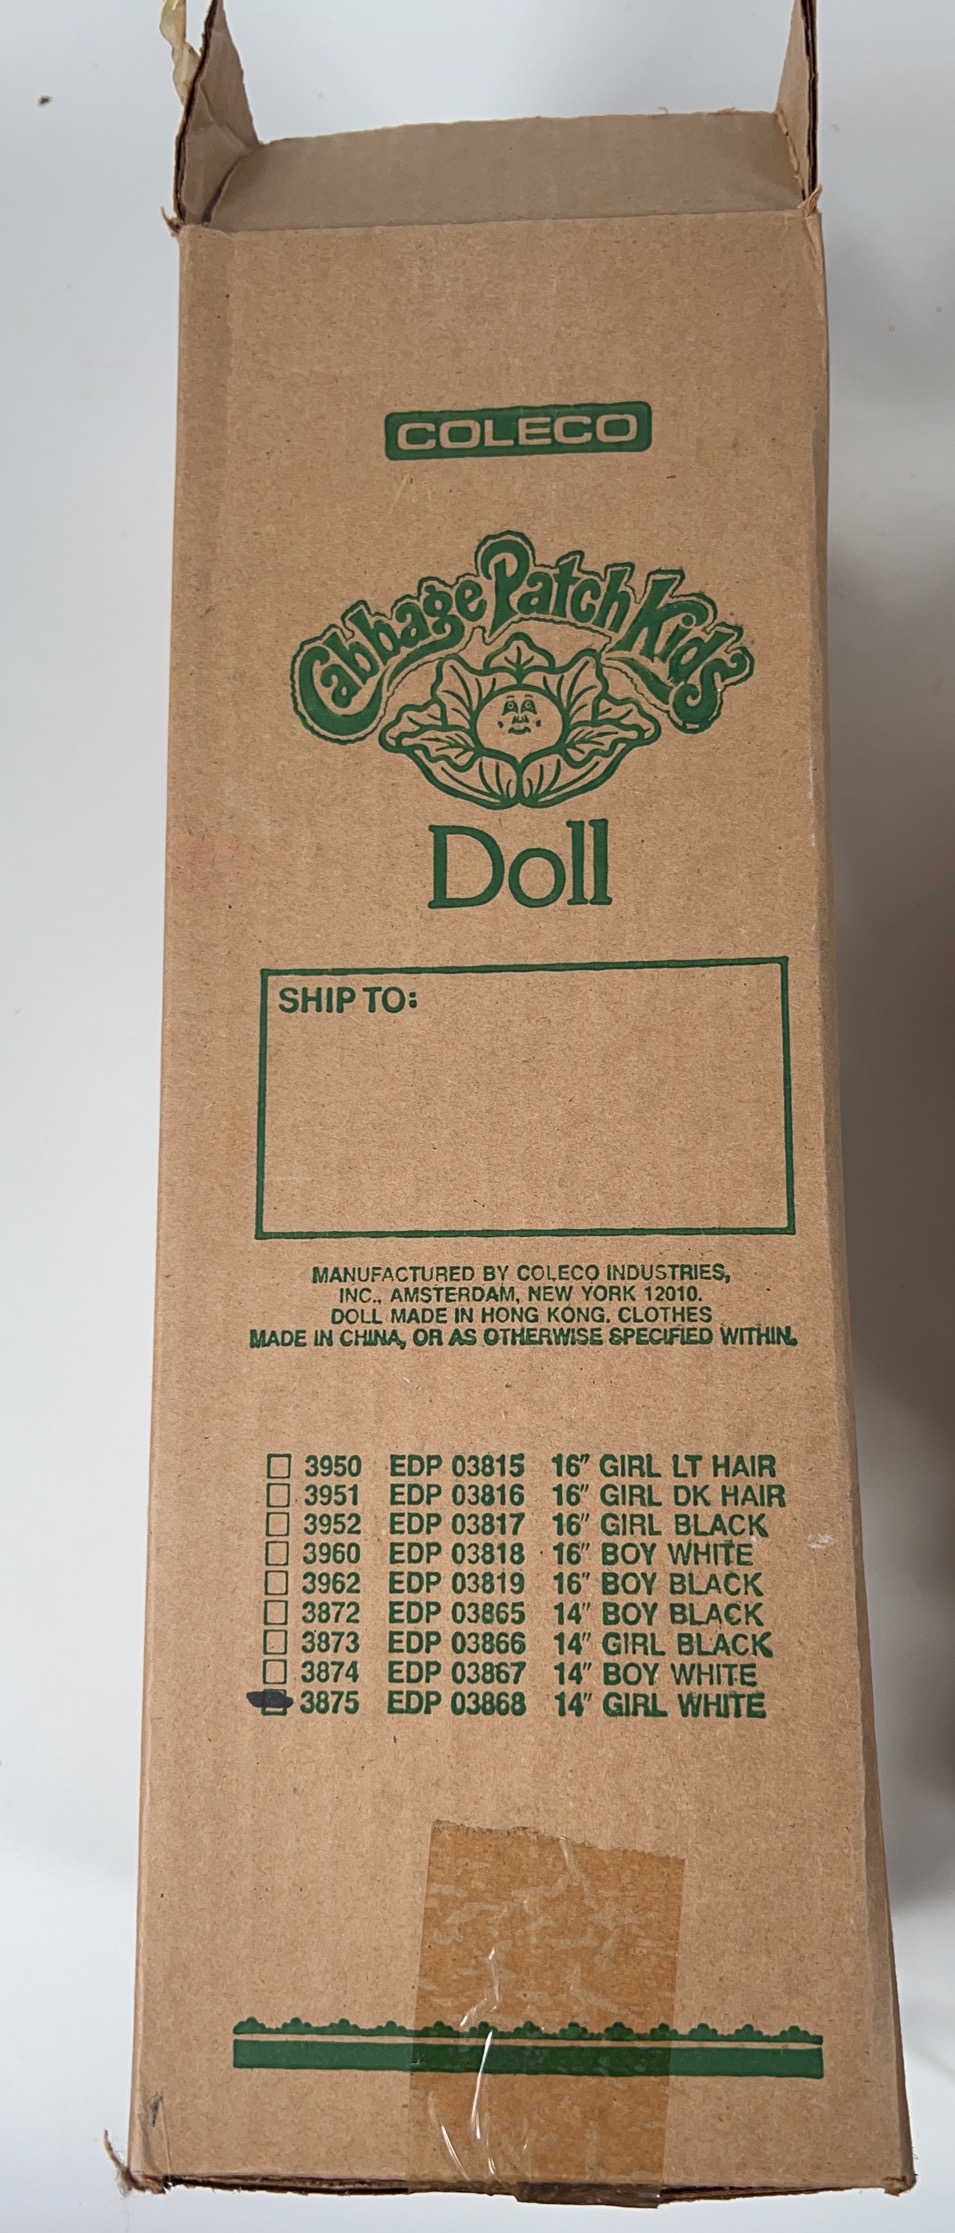 COLECO
Cabbage Patch Kids
Doll
SHIP TO:
MANUFACTURED BY COLECO INDUSTRIES,
INC., AMSTERDAM, NEW YORK 12010.
DOLL MADE IN HONG KONG. CLOTHES
MADE IN CHINA, OR AS OTHERWISE SPECIFIED WITHIN.
3950 EDP 03815 16" GIRL LT HAIR
3951 EDP 03816 16" GIRL DK HAIR
3952 EDP 03817 16" GIRL BLACK
3960 EDP 03818 16" BOY WHITE
3962 EDP 03819 16" BOY BLACK
3872 EDP 03865 14" BOY BLACK
3873 EDP 03866 14" GIRL BLACK
3874 EDP 03867 14" BOY WHITE
3875 EDP 03868 14" GIRL WHITE